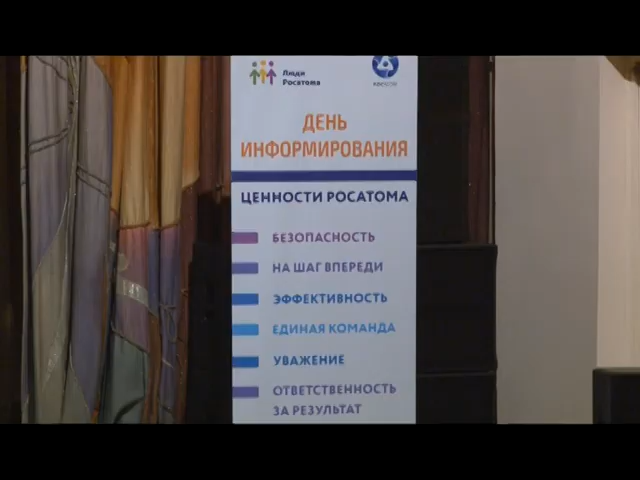 Люди
Росатома
ДЕНЬ
ИНФОРМИРОВАНИЯ
ЦЕННОСТИ РОСАТОМА
БЕЗОПАСНОСТЬ
НА ШАГ ВПЕРЕДИ
ЭФФЕКТИВНОСТЬ
ЕДИНАЯ КОМАНДА
УВАЖЕНИЕ
ОТВЕТСТВЕННОСТЬ
ЗА РЕЗУЛЬТАТ